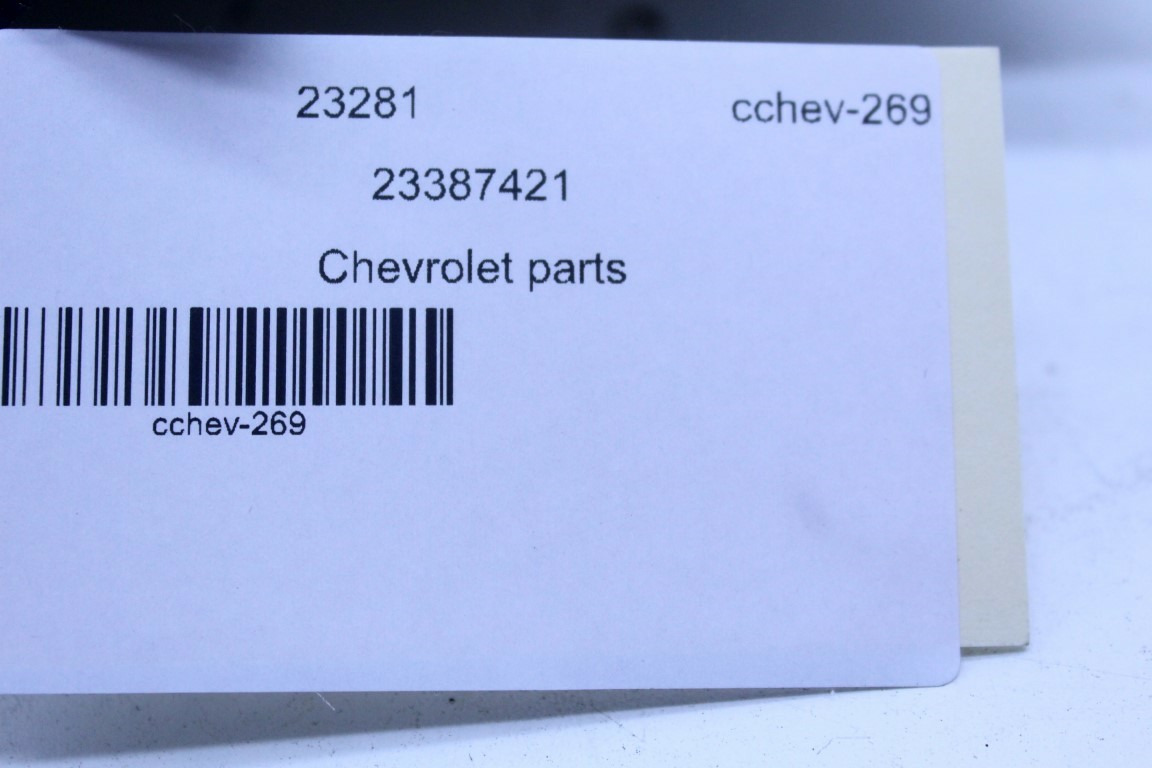 23281 cchev-269
23387421
Chevrolet parts
cchev-269